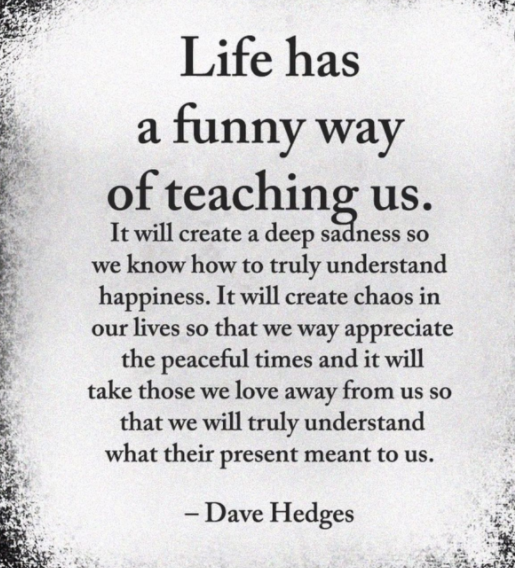 Life has
a funny way
of teaching us.
It will create a deep sadness so
we know how to truly understand
happiness. It will create chaos in
our lives so that we way appreciate
the peaceful times and it will
take those we love away from us so
that we will truly understand
what their present meant to us.
– Dave Hedges